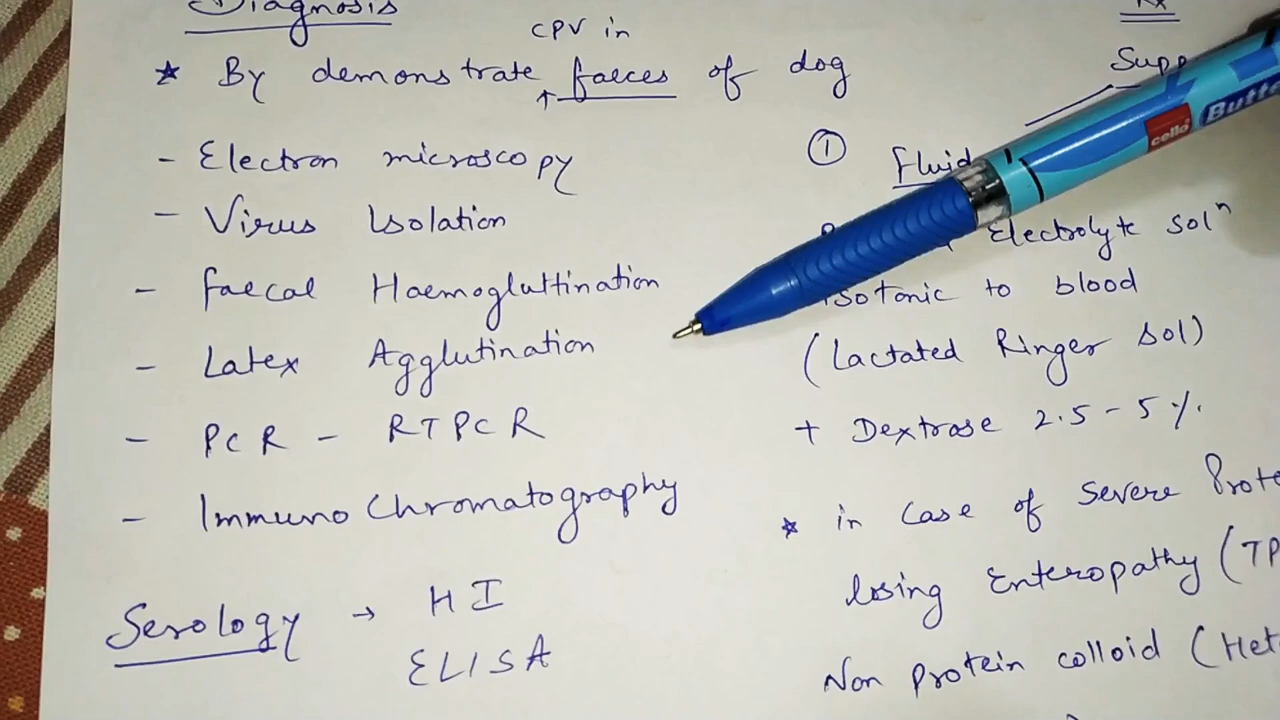 Diagnosis
CPV in
* By demonstrate faeces of dog
- Electron microscopy
- Virus Isolation
- faecal Haemogluttination
- Latex Agglutination
- PCR - RTPCR
- Immuno Chromatography
Serology → HI
ELISA
Rx
Supp
① Fluid
Electrolyte solⁿ
isotonic to blood
(Lactated Ringer Sol)
+ Dextrose 2.5 - 5%.
* in case of severe Prote
losing Enteropathy (TP
Non protein colloid (Het
cello Butte